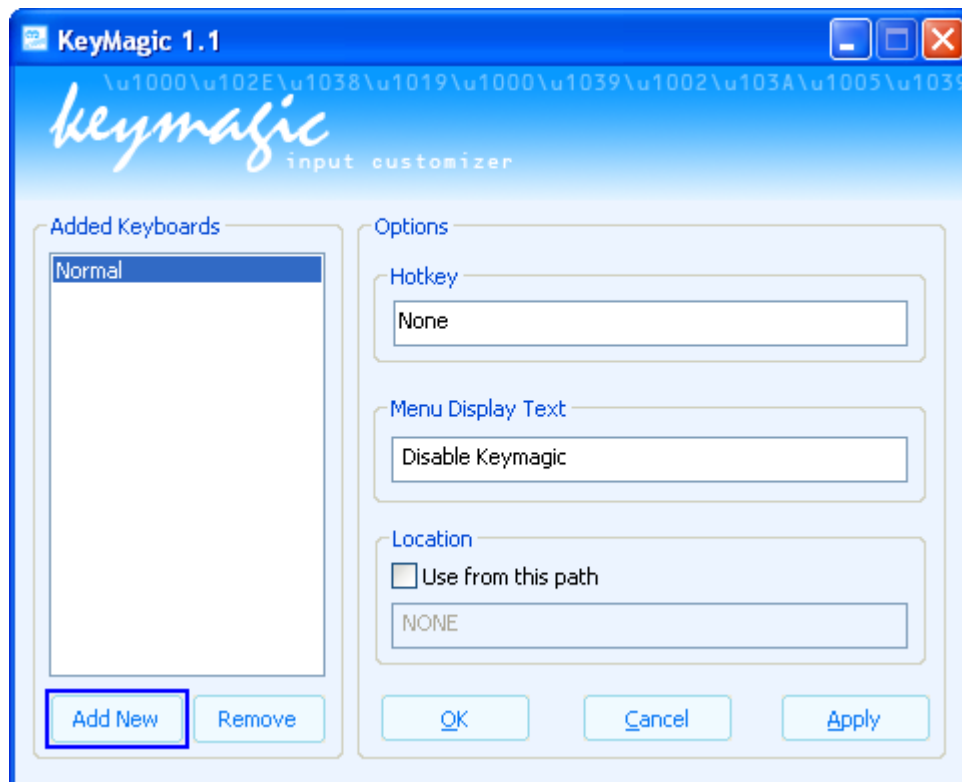 KeyMagic 1.1
\u1000\u102E\u1038\u1019\u1000\u1039\u1002\u103A\u1005\u1039
keymagic
input customizer
Added Keyboards
Normal
Add New
Remove
Options
Hotkey
None
Menu Display Text
Disable Keymagic
Location
Use from this path
NONE
OK
Cancel
Apply